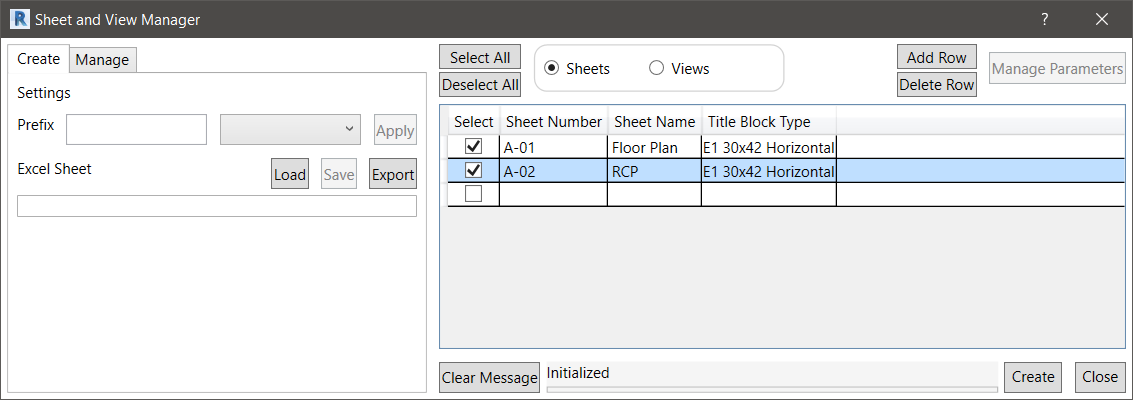 R Sheet and View Manager ?
Create Manage
Settings
Prefix Apply
Excel Sheet Load Save Export
Select All
Deselect All
Sheets Views
Add Row
Delete Row
Manage Parameters
Select Sheet Number Sheet Name Title Block Type
A-01 Floor Plan E1 30x42 Horizontal
A-02 RCP E1 30x42 Horizontal
Clear Message Initialized Create Close